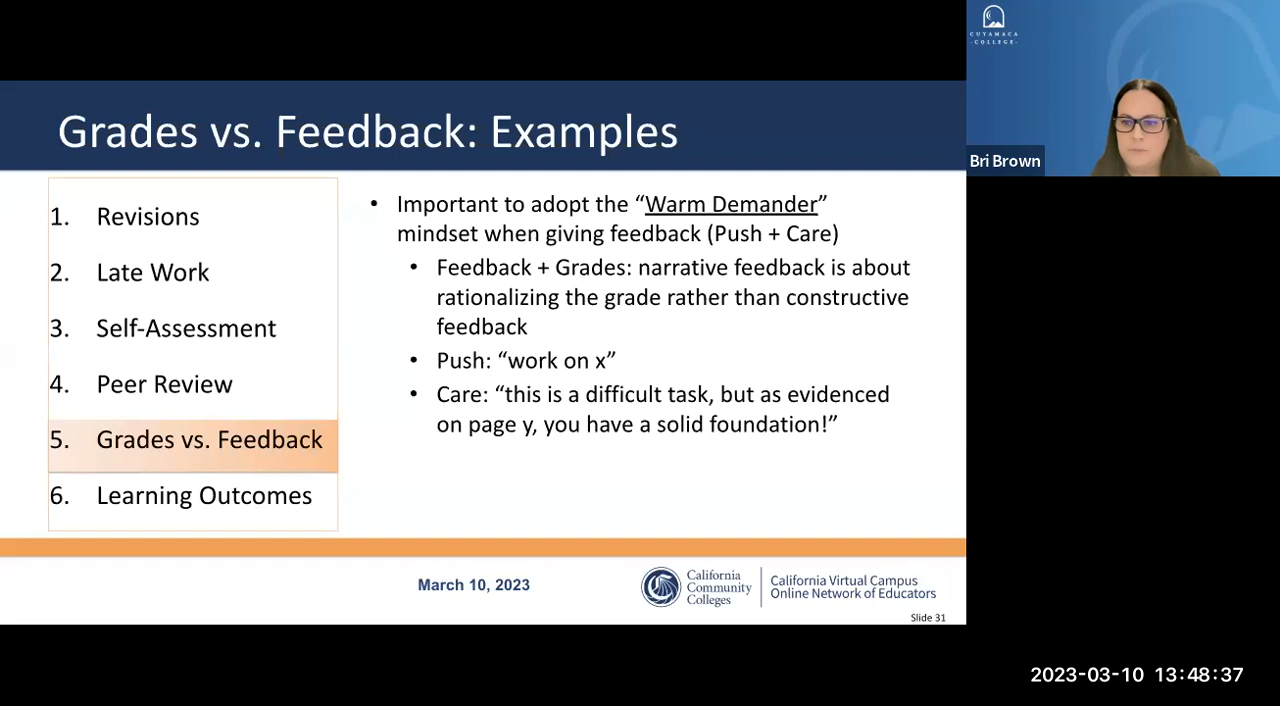 CUYAMACA
-COLLEGE-
Bri Brown
Grades vs. Feedback: Examples
1. Revisions
2. Late Work
3. Self-Assessment
4. Peer Review
5. Grades vs. Feedback
6. Learning Outcomes
• Important to adopt the “Warm Demander”
mindset when giving feedback (Push + Care)
• Feedback + Grades: narrative feedback is about
rationalizing the grade rather than constructive
feedback
• Push: “work on x”
• Care: “this is a difficult task, but as evidenced
on page y, you have a solid foundation!”
March 10, 2023
California
Community
Colleges
California Virtual Campus
Online Network of Educators
Slide 31
2023-03-10 13:48:37